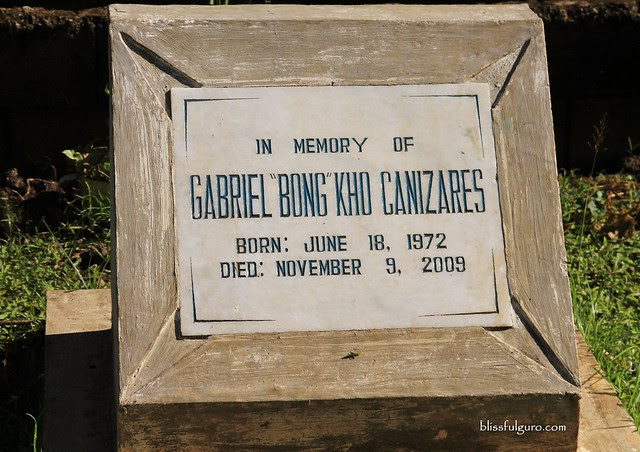 IN MEMORY OF
GABRIEL "BONG" KHO CANIZARES
BORN: JUNE 18, 1972
DIED: NOVEMBER 9, 2009
blissfulguro.com